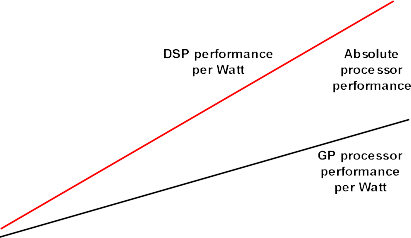 DSP performance
per Watt
Absolute
processor
performance
GP processor
performance
per Watt